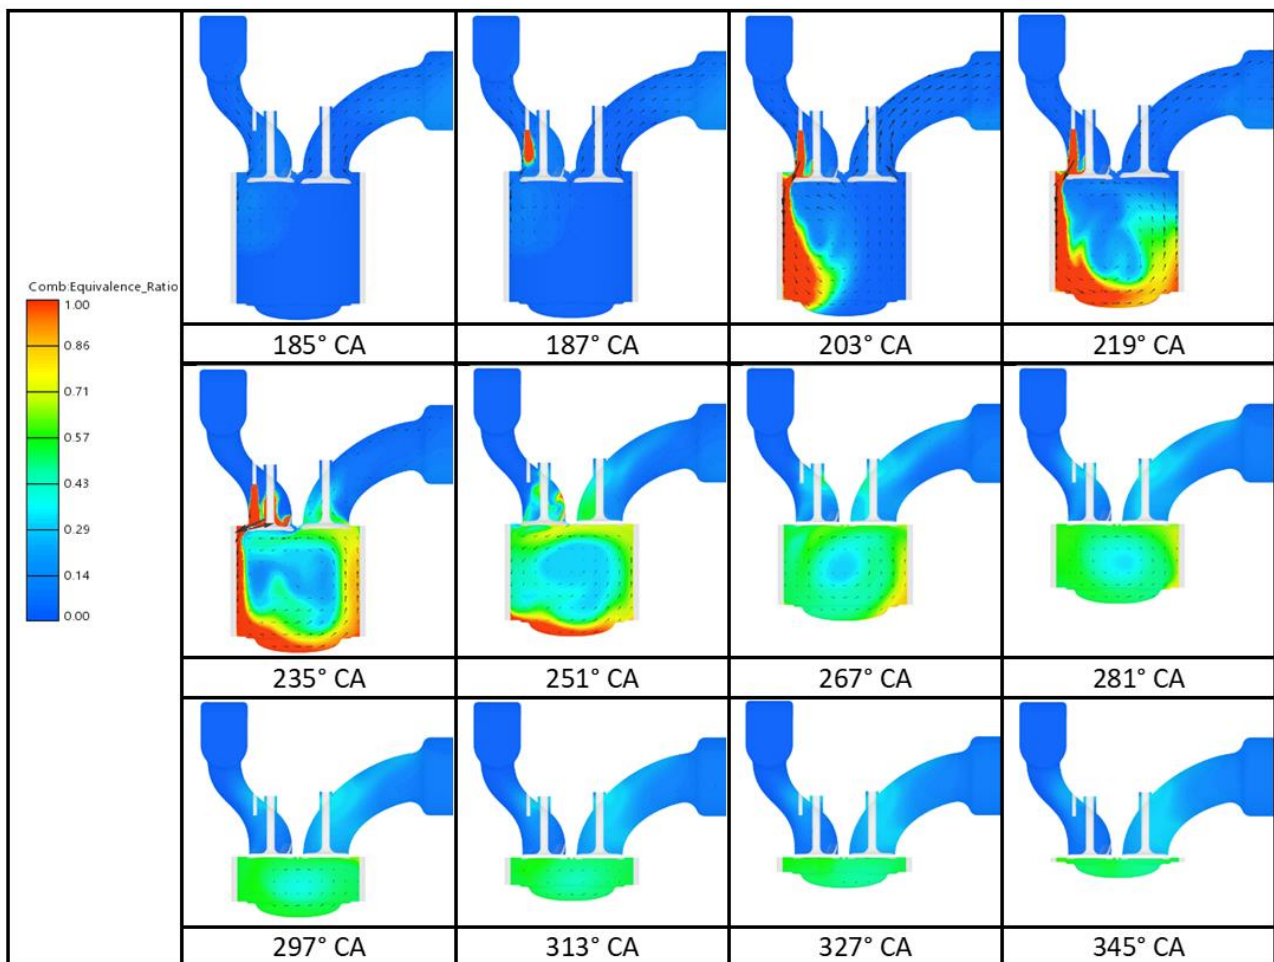 185° CA
187° CA
203° CA
219° CA
Comb:Equivalence_Ratio
1.00
0.86
0.71
0.57
0.43
0.29
0.14
0.00
235° CA
251° CA
267° CA
281° CA
297° CA
313° CA
327° CA
345° CA